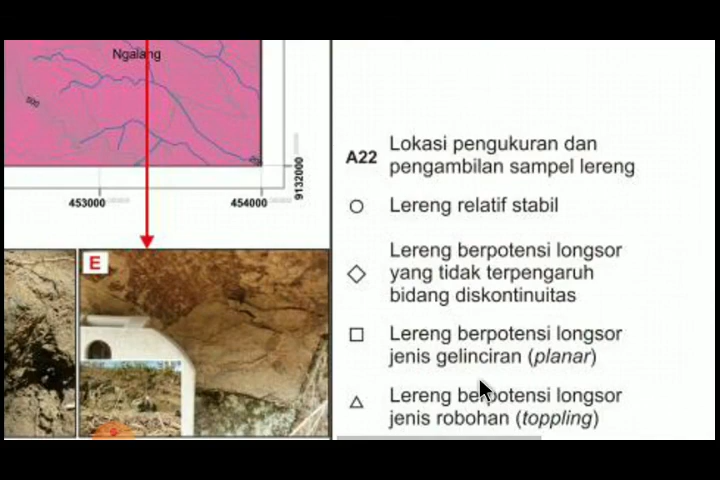 Ngalang
500
453000
454000
9132000
E
A22
Lokasi pengukuran dan
pengambilan sampel lereng
Lereng relatif stabil
Lereng berpotensi longsor
yang tidak terpengaruh
bidang diskontinuitas
Lereng berpotensi longsor
jenis gelinciran (planar)
Lereng berpotensi longsor
jenis robohan (toppling)